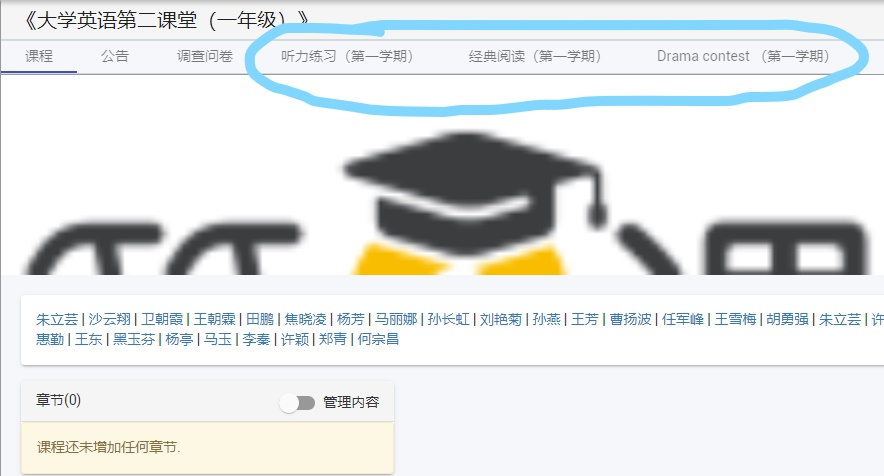 《大学英语第二课堂（一年级）》
课程 公告 调查问卷 听力练习（第一学期） 经典阅读（第一学期） Drama contest （第一学期）
朱立芸 | 沙云翔 | 卫朝霞 | 王朝霖 | 田鹏 | 焦晓凌 | 杨芳 | 马丽娜 | 孙长虹 | 刘艳菊 | 孙燕 | 王芳 | 曹扬波 | 任军峰 | 王雪梅 | 胡勇强 | 朱立芸 | 许
惠勤 | 王东 | 黑玉芬 | 杨亭 | 马玉 | 李秦 | 许颖 | 郑青 | 何宗昌
章节(0) 管理内容
课程还未增加任何章节.